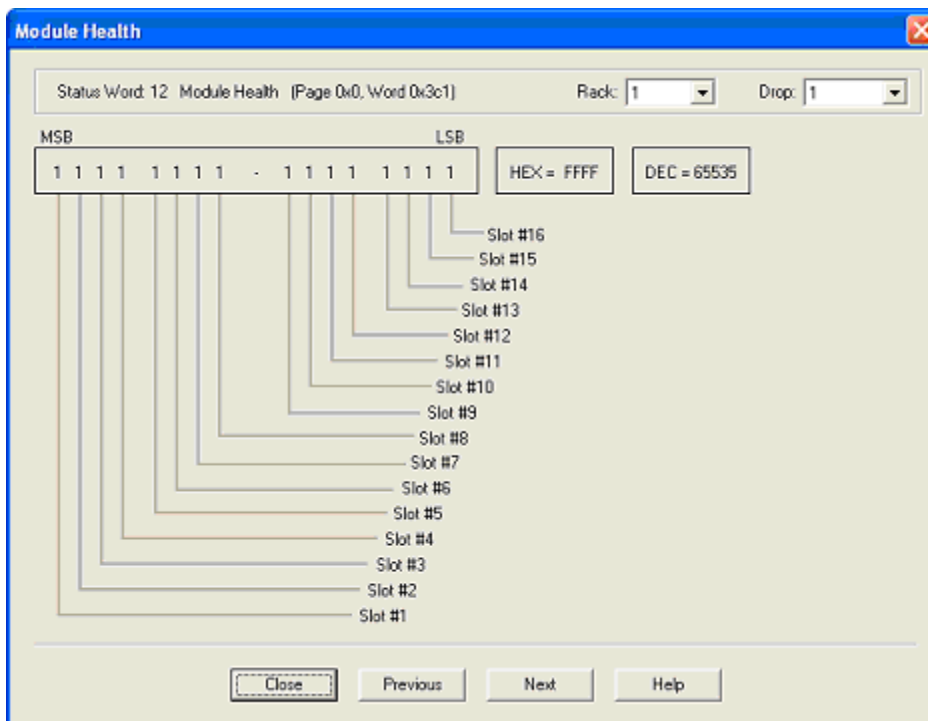 Module Health
Status Word: 12 Module Health (Page 0x0, Word 0x3c1) Rack: 1 Drop: 1
MSB LSB
1 1 1 1 1 1 1 1 - 1 1 1 1 1 1 1 1 HEX = FFFF DEC = 65535
Slot #16
Slot #15
Slot #14
Slot #13
Slot #12
Slot #11
Slot #10
Slot #9
Slot #8
Slot #7
Slot #6
Slot #5
Slot #4
Slot #3
Slot #2
Slot #1
Close Previous Next Help